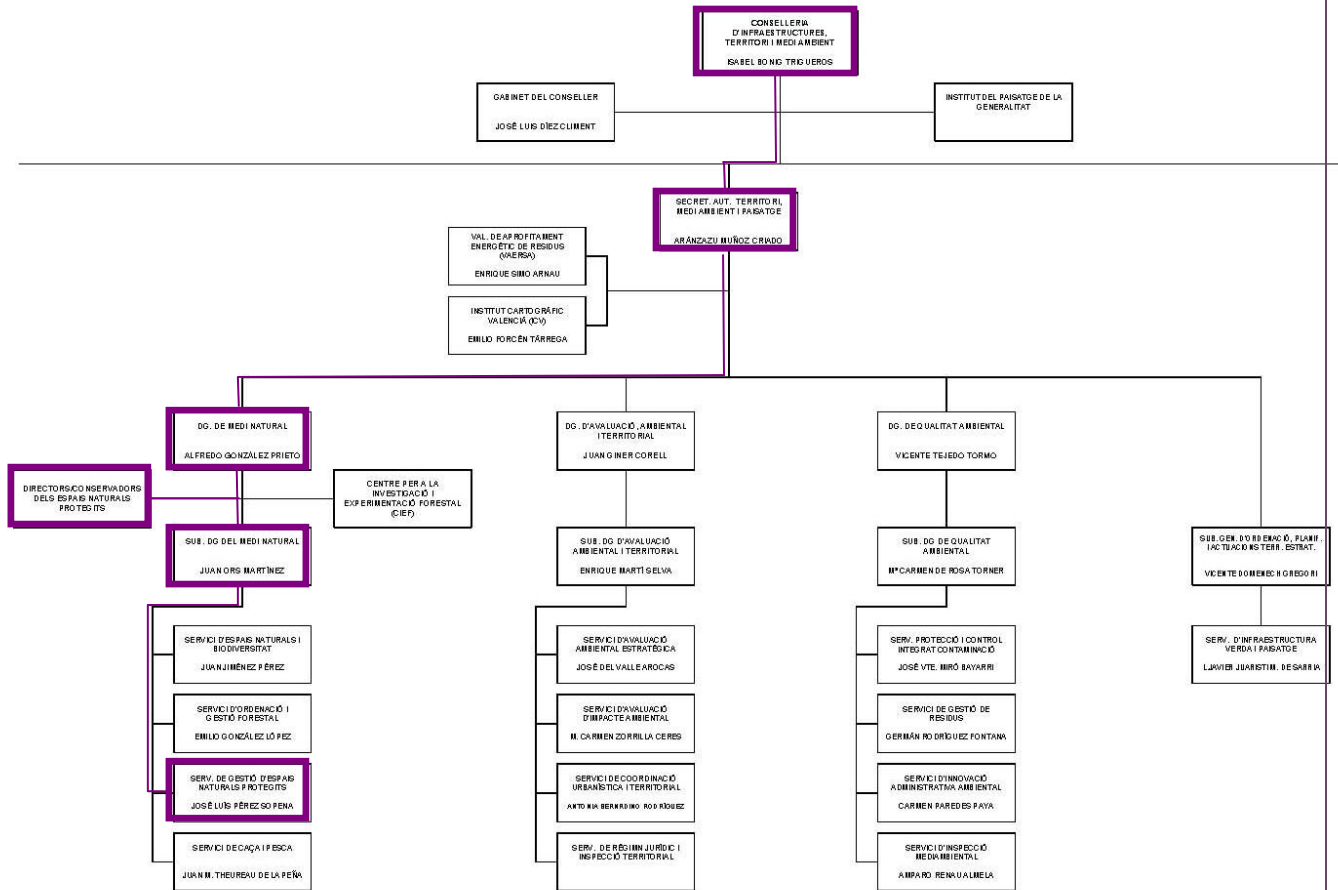 CONSELLERIA
D'INFRAESTRUCTURES,
TERRITORI I MEDI AMBIENT
ISABEL BONIG TRIGUEROS
GABINET DEL CONSELLER
JOSÉ LUIS DÍEZ CLIMENT
INSTITUT DEL PAISATGE DE LA
GENERALITAT
SECRET. AUT. TERRITORI,
MEDI AMBIENT I PAISATGE
ARÁNZAZU MUÑOZ CRIADO
VAL. DE APROFITAMENT
ENERGÈTIC DE RESIDUS
(VAERSA)
ENRIQUE SIMO ARNAU
INSTITUT CARTOGRÀFIC
VALENCIÀ (ICV)
EMILIO FORCÉN TÁRREGA
DG. DE MEDI NATURAL
ALFREDO GONZÁLEZ PRIETO
DG. D'AVALUACIÓ, AMBIENTAL
I TERRITORIAL
JUAN GINER CORELL
DG. DE QUALITAT AMBIENTAL
VICENTE TEJEDO TORMO
DIRECTORS/CONSERVADORS
DELS ESPAIS NATURALS
PROTEGITS
CENTRE PER A LA
INVESTIGACIÓ I
EXPERIMENTACIÓ FORESTAL
(CIEF)
SUB. DG DEL MEDI NATURAL
JUAN ORS MARTÍNEZ
SUB. DG D'AVALUACIÓ
AMBIENTAL I TERRITORIAL
ENRIQUE MARTÍ SELVA
SUB. DG DE QUALITAT
AMBIENTAL
Mª CARMEN DE ROSA TORNER
SUB. GEN. D'ORDENACIÓ, PLANIF.
I ACTUACIONS TERR. ESTRAT.
VICENTE DOMENECH GREGORI
SERVICI D'ESPAIS NATURALS I
BIODIVERSITAT
JUAN JIMÉNEZ PÉREZ
SERVICI D'AVALUACIÓ
AMBIENTAL ESTRATÈGICA
JOSÉ DEL VALLE AROCAS
SERV. PROTECCIÓ I CONTROL
INTEGRAT CONTAMINACIÓ
JOSÉ VTE. MIRÓ BAYARRI
SERV. D'INFRAESTRUCTURA
VERDA I PAISATGE
LJAVIER JUARISTI M. DE SARRIA
SERVICI D'ORDENACIÓ I
GESTIÓ FORESTAL
EMILIO GONZÁLEZ LÓPEZ
SERVICI D'AVALUACIÓ
D'IMPACTE AMBIENTAL
M. CARMEN ZORRILLA CERES
SERVICI DE GESTIÓ DE
RESIDUS
GERMÁN RODRÍGUEZ FONTANA
SERV. DE GESTIÓ D'ESPAIS
NATURALS PROTEGITS
JOSÉ LUÍS PÉREZ SOPENA
SERVICI DE COORDINACIÓ
URBANÍSTICA I TERRITORIAL
ANTONIA BERNARDINO RODRÍGUEZ
SERVICI D'INNOVACIÓ
ADMINISTRATIVA AMBIENTAL
CARMEN PAREDES PAYA
SERVICI DE CAÇA I PESCA
JUAN M. THEUREAU DE LA PEÑA
SERV. DE RÈGIMN JURÍDIC I
INSPECCIÓ TERRITORIAL
SERVICI D'INSPECCIÓ
MEDIAMBIENTAL
AMPARO RENAU ALMELA